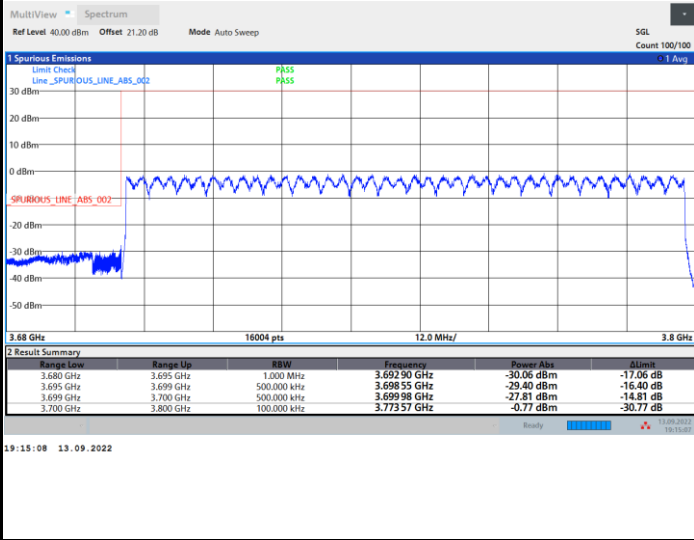 MultiView Spectrum
Ref Level 40.00 dBm Offset 21.20 dB Mode Auto Sweep SGL
Count 100/100
1 Spurious Emissions 1 Avg
Limit Check PASS
Line _SPURIOUS_LINE_ABS_002 PASS
30 dBm
20 dBm
10 dBm
0 dBm
_SPURIOUS_LINE_ABS_002
-20 dBm
-30 dBm
-40 dBm
-50 dBm
3.68 GHz 16004 pts 12.0 MHz/ 3.8 GHz
2 Result Summary
Range Low Range Up RBW Frequency Power Abs ΔLimit
3.680 GHz 3.695 GHz 1.000 MHz 3.692 90 GHz -30.06 dBm -17.06 dB
3.695 GHz 3.699 GHz 500.000 kHz 3.698 55 GHz -29.40 dBm -16.40 dB
3.699 GHz 3.700 GHz 500.000 kHz 3.699 98 GHz -27.81 dBm -14.81 dB
3.700 GHz 3.800 GHz 100.000 kHz 3.773 57 GHz -0.77 dBm -30.77 dB
Ready 13.09.2022
19:15:07
19:15:08 13.09.2022